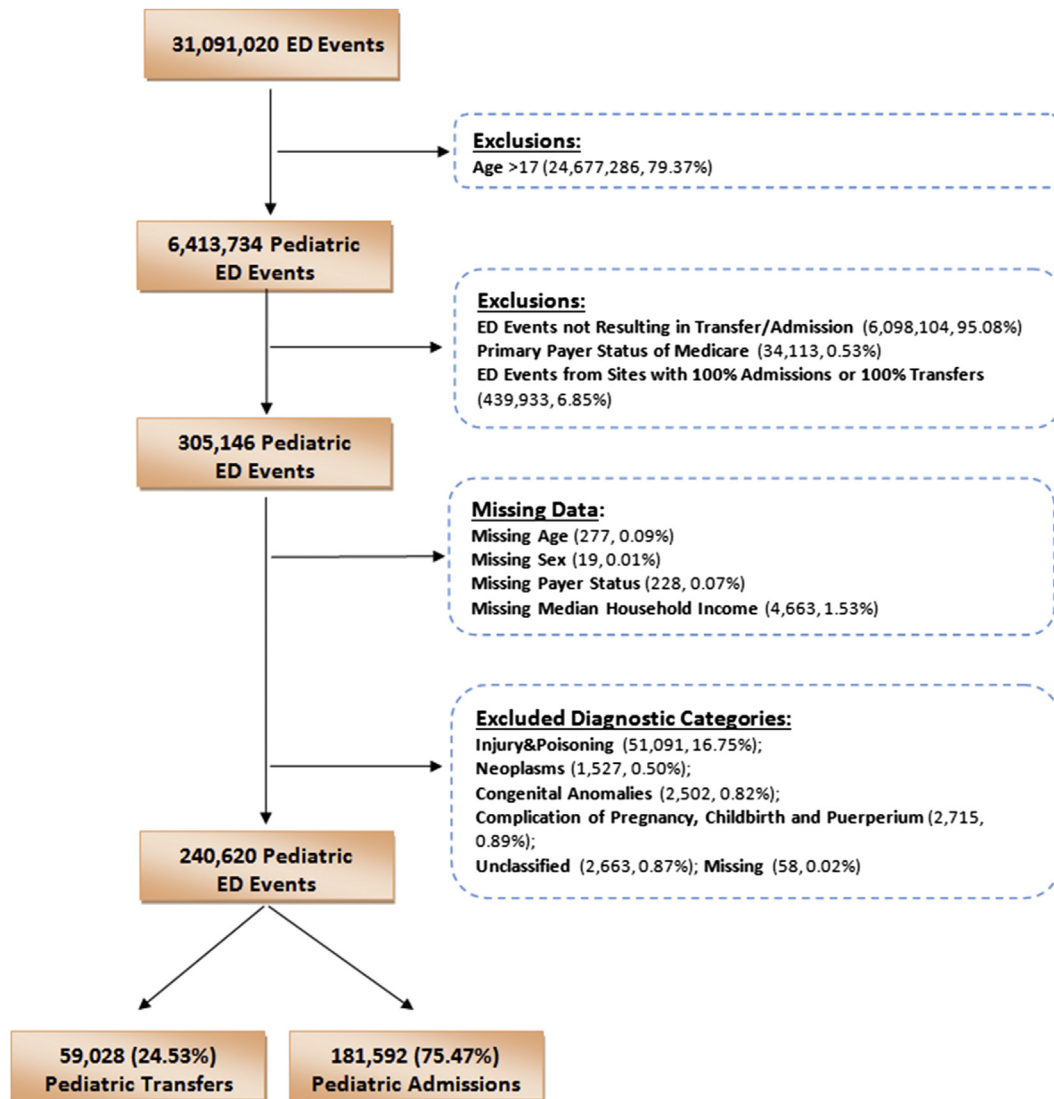 31,091,020 ED Events
Exclusions:
Age >17 (24,677,286, 79.37%)
6,413,734 Pediatric
ED Events
Exclusions:
ED Events not Resulting in Transfer/Admission (6,098,104, 95.08%)
Primary Payer Status of Medicare (34,113, 0.53%)
ED Events from Sites with 100% Admissions or 100% Transfers
(439,933, 6.85%)
305,146 Pediatric
ED Events
Missing Data:
Missing Age (277, 0.09%)
Missing Sex (19, 0.01%)
Missing Payer Status (228, 0.07%)
Missing Median Household Income (4,663, 1.53%)
Excluded Diagnostic Categories:
Injury&Poisoning (51,091, 16.75%);
Neoplasms (1,527, 0.50%);
Congenital Anomalies (2,502, 0.82%);
Complication of Pregnancy, Childbirth and Puerperium (2,715,
0.89%);
Unclassified (2,663, 0.87%); Missing (58, 0.02%)
240,620 Pediatric
ED Events
59,028 (24.53%)
Pediatric Transfers
181,592 (75.47%)
Pediatric Admissions